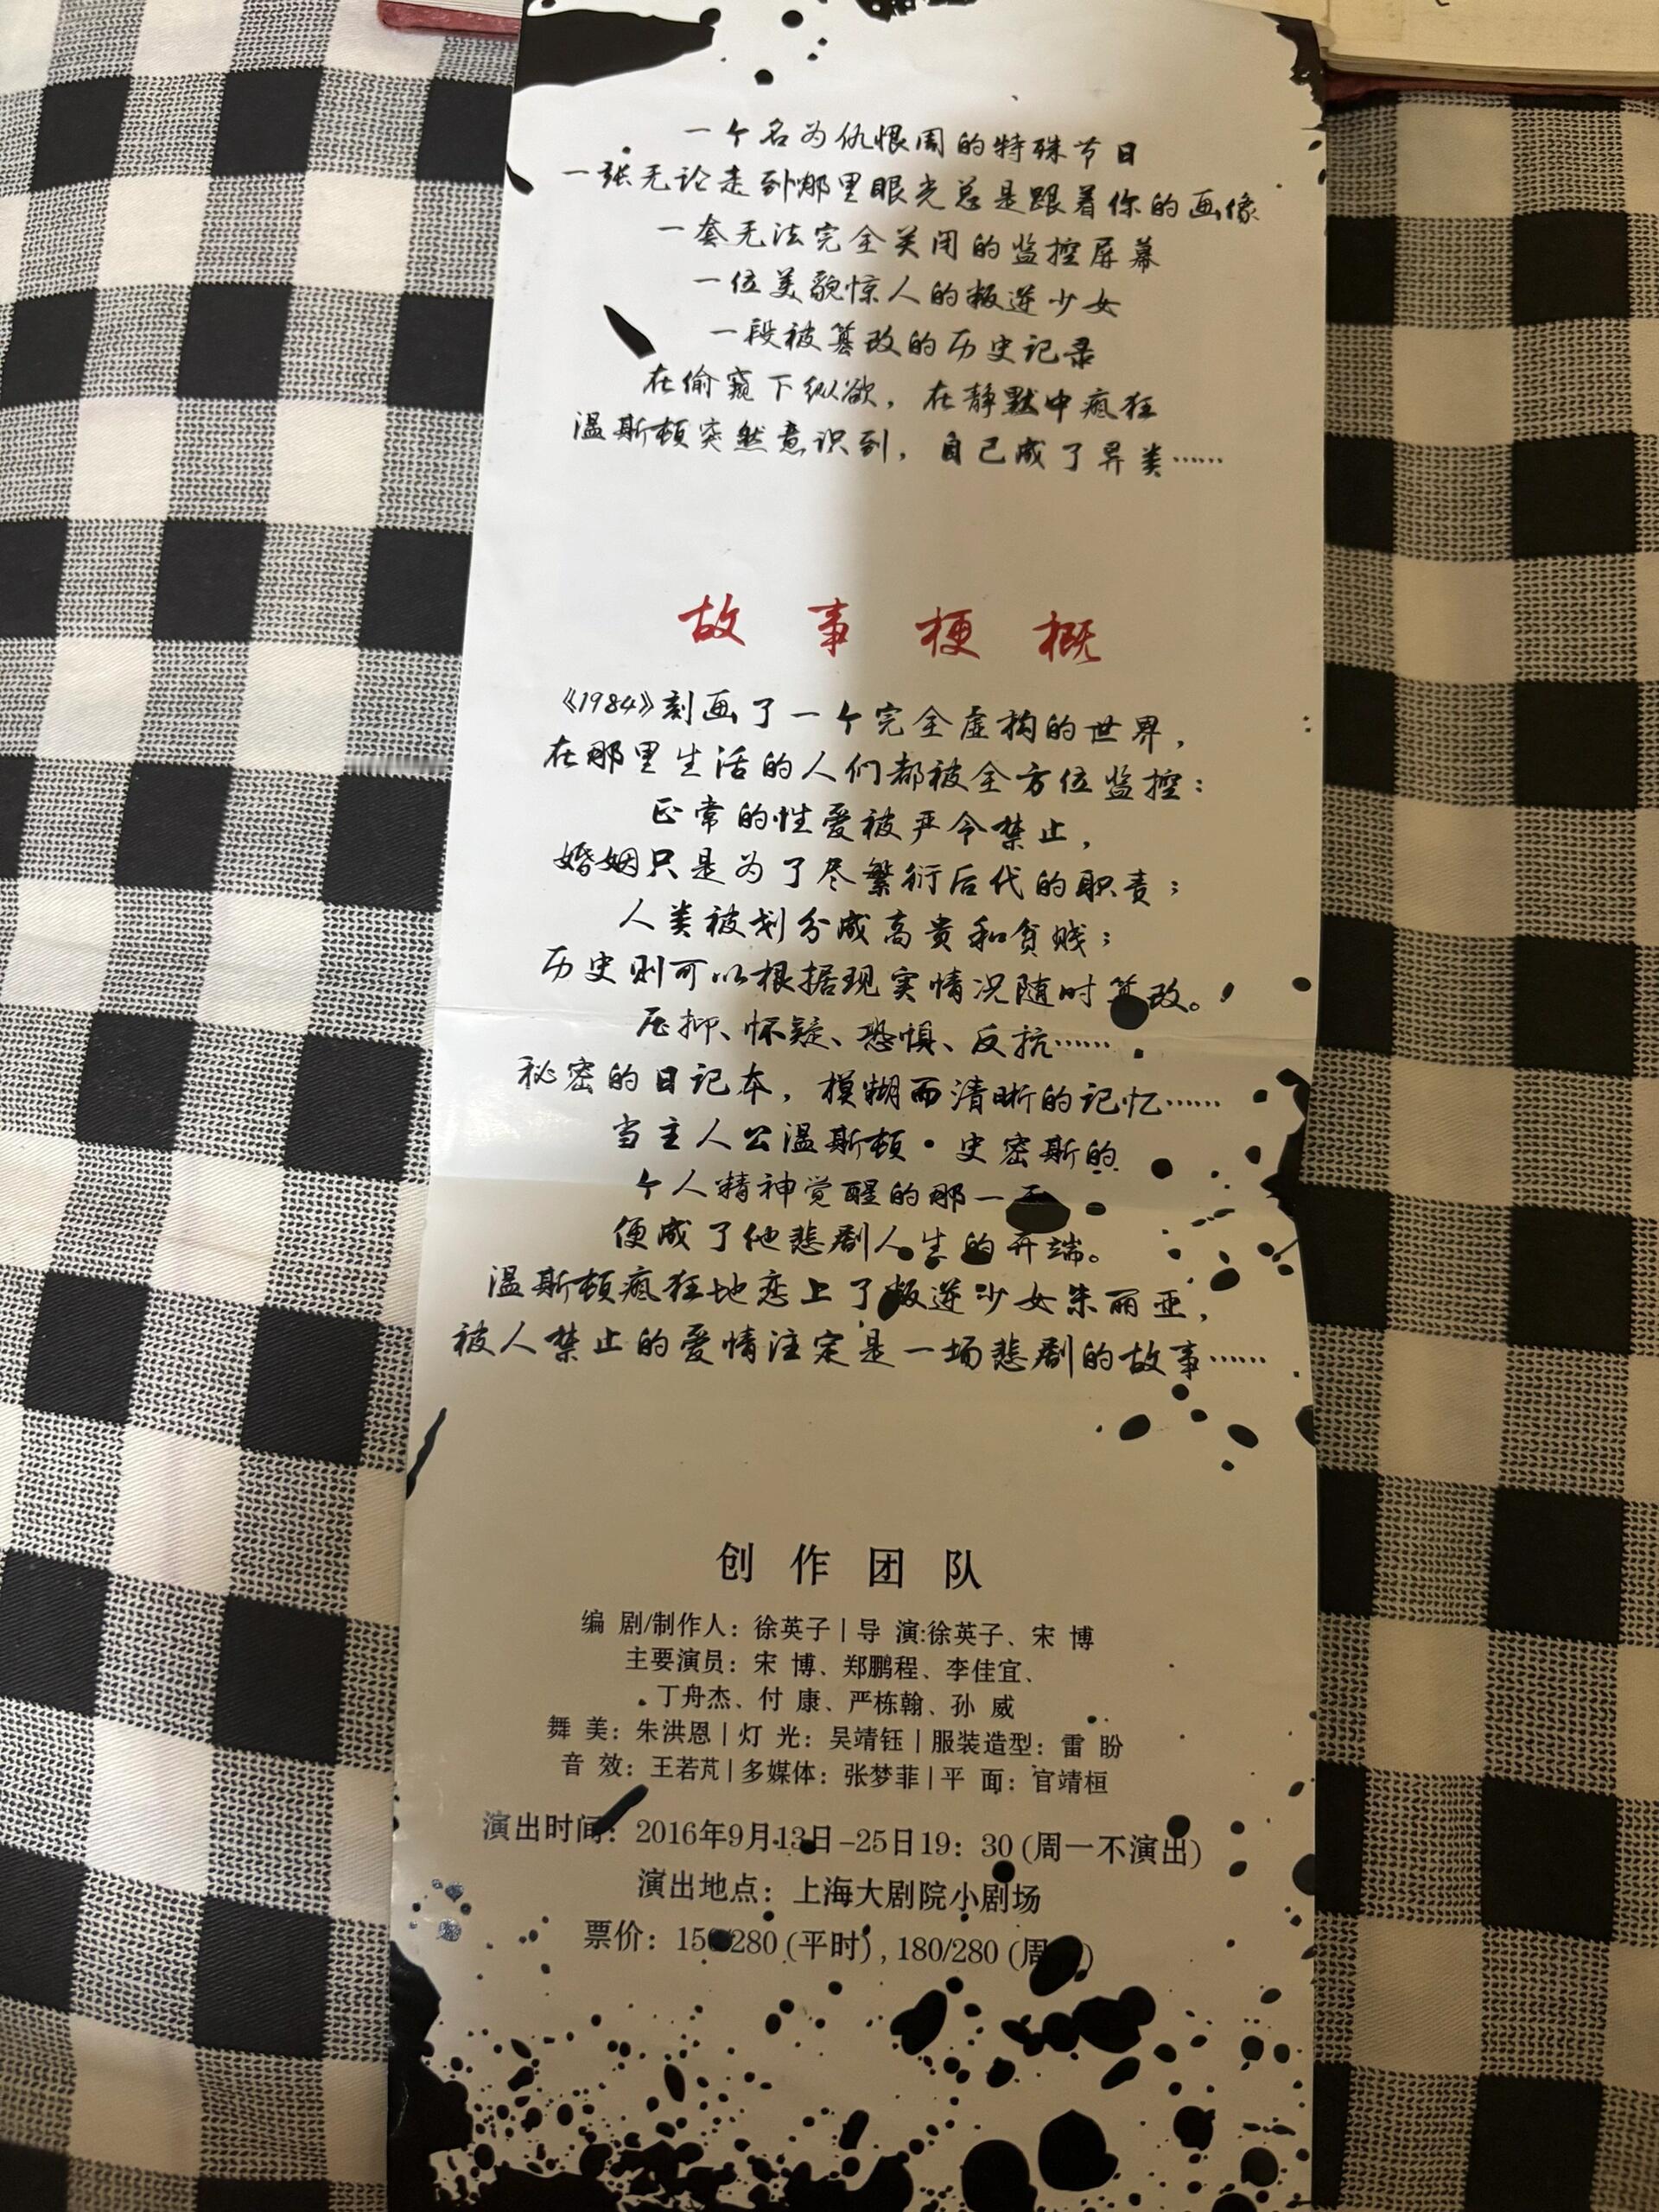 一个名为仇恨周的特殊节日
一张无论走到那里眼光总是跟着你的画像
一套无法完全关闭的监控屏幕
一位美貌惊人的叛逆少女
一段被篡改的历史记录
在偷窥下纵欲，在静默中疯狂
温斯顿突然意识到，自己成了异类……
故事梗概
《1984》刻画了一个完全虚构的世界，
在那里生活的人们都被全方位监控：
正常的性爱被严令禁止，
婚姻只是为了尽繁衍后代的职责；
人类被划分成高贵和贫贱；
历史则可以根据现实情况随时篡改。
压抑、怀疑、恐惧、反抗……
秘密的日记本，模糊而清晰的记忆……
当主人公温斯顿·史密斯的
个人精神觉醒的那一天
便成了他悲剧人生的开端。
温斯顿疯狂地恋上了叛逆少女朱丽亚，
被人禁止的爱情注定是一场悲剧的故事……
创作团队
编 剧/制作人：徐英子 | 导 演:徐英子、宋 博
主要演员：宋 博、郑鹏程、李佳宜、
丁舟杰、付 康、严栋翰、孙 威
舞 美：朱洪恩 | 灯 光：吴靖钰 | 服装造型：雷 盼
音 效：王若芃 | 多媒体：张梦菲 | 平 面：官靖桓
演出时间：2016年9月13日-25日19：30 (周一不演出)
演出地点：上海大剧院小剧场
票价：150/280 (平时) , 180/280 (周)